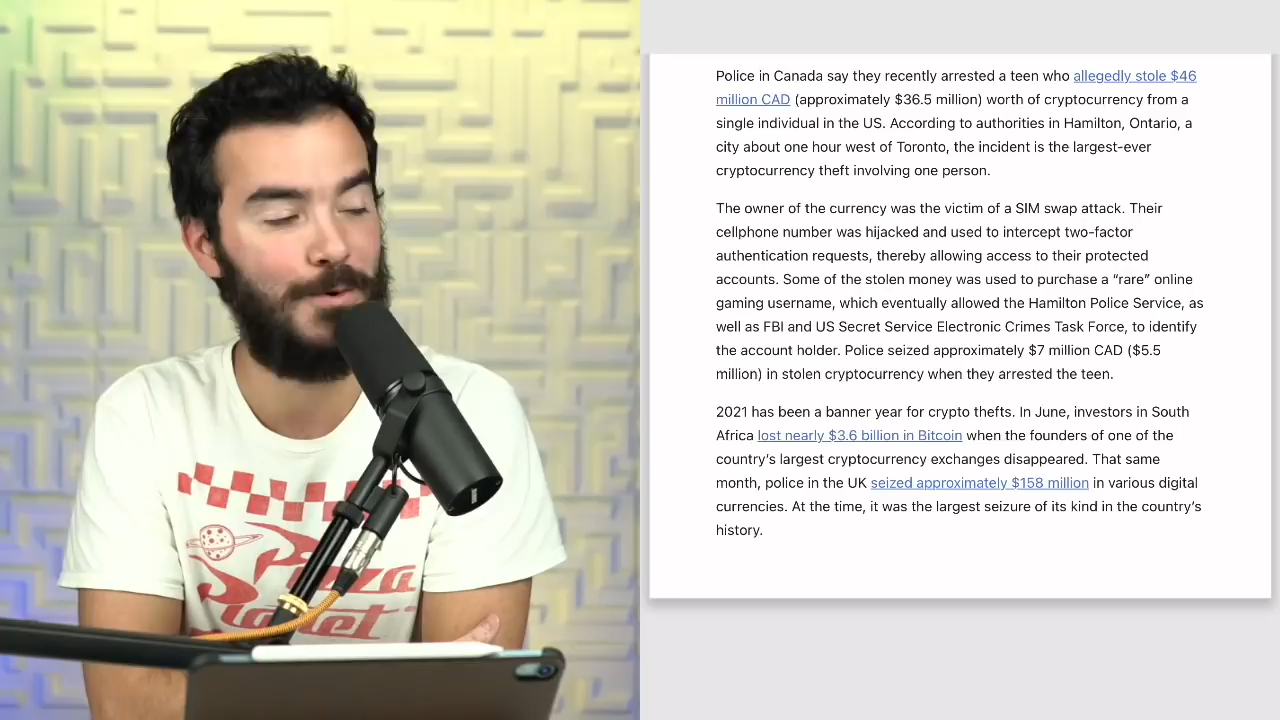 Police in Canada say they recently arrested a teen who allegedly stole $46
million CAD (approximately $36.5 million) worth of cryptocurrency from a
single individual in the US. According to authorities in Hamilton, Ontario, a
city about one hour west of Toronto, the incident is the largest-ever
cryptocurrency theft involving one person.
The owner of the currency was the victim of a SIM swap attack. Their
cellphone number was hijacked and used to intercept two-factor
authentication requests, thereby allowing access to their protected
accounts. Some of the stolen money was used to purchase a “rare” online
gaming username, which eventually allowed the Hamilton Police Service, as
well as FBI and US Secret Service Electronic Crimes Task Force, to identify
the account holder. Police seized approximately $7 million CAD ($5.5
million) in stolen cryptocurrency when they arrested the teen.
2021 has been a banner year for crypto thefts. In June, investors in South
Africa lost nearly $3.6 billion in Bitcoin when the founders of one of the
country’s largest cryptocurrency exchanges disappeared. That same
month, police in the UK seized approximately $158 million in various digital
currencies. At the time, it was the largest seizure of its kind in the country’s
history.
Pizza
Planet